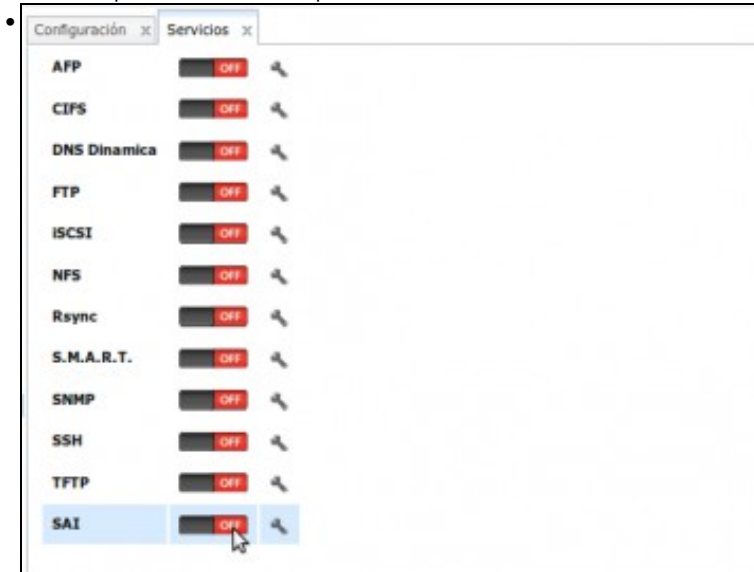 Configuración x Servicios x
AFP OFF
CIFS OFF
DNS Dinamica OFF
FTP OFF
iSCSI OFF
NFS OFF
Rsync OFF
S.M.A.R.T. OFF
SNMP OFF
SSH OFF
TFTP OFF
SAI OFF